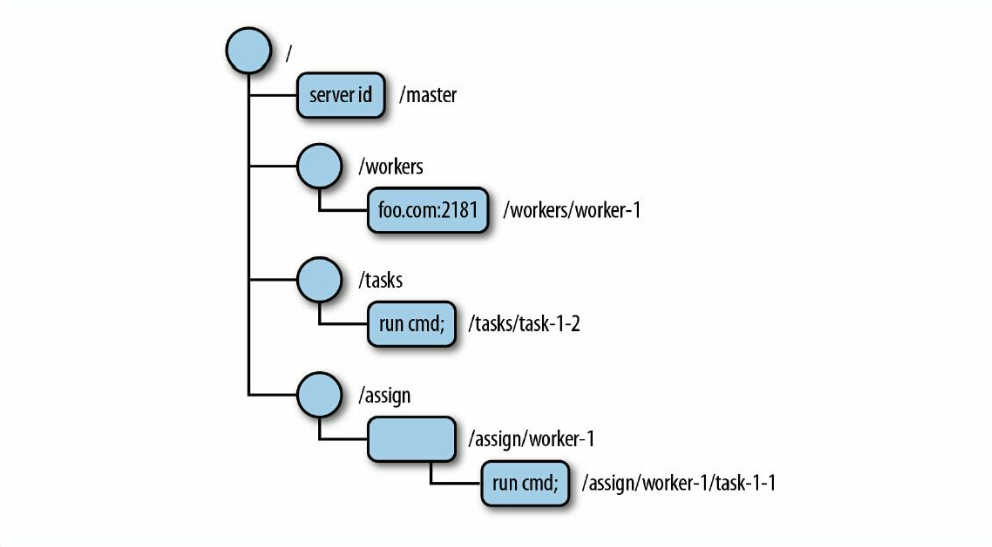 /
server id /master
/workers
foo.com:2181 /workers/worker-1
/tasks
run cmd; /tasks/task-1-2
/assign
/assign/worker-1
run cmd; /assign/worker-1/task-1-1